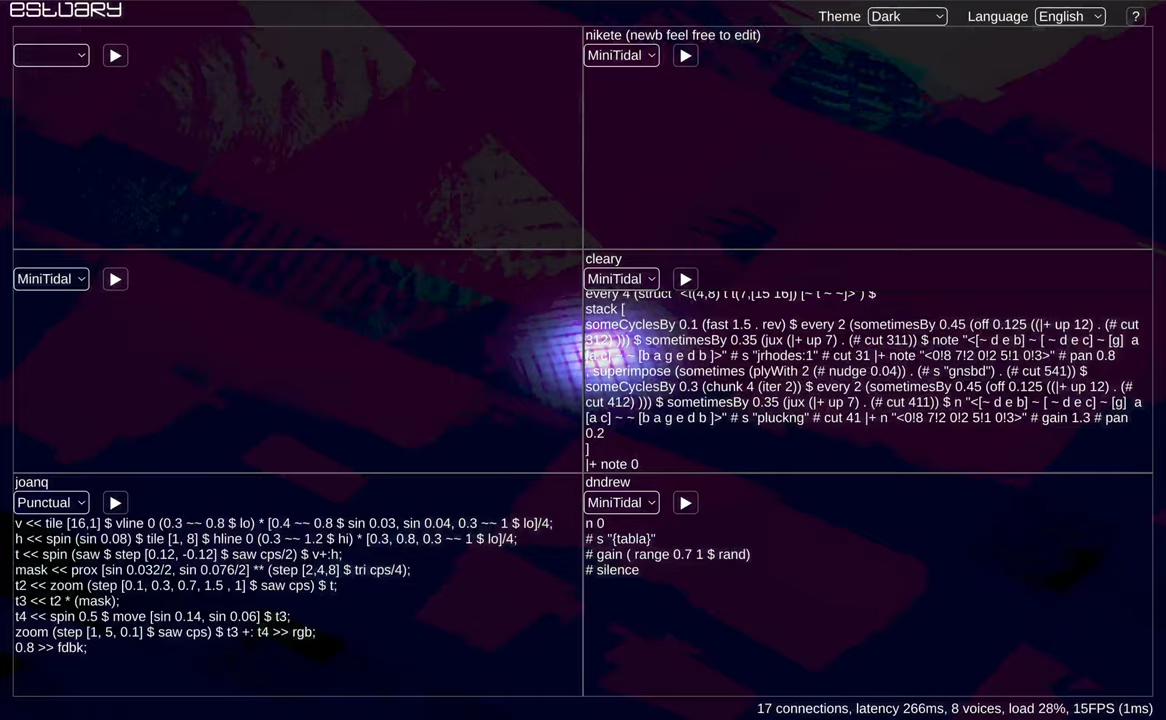 estuary
Theme Dark Language English ?
nikete (newb feel free to edit)
MiniTidal
MiniTidal
cleary
MiniTidal
every 4 (struct "<t(4,8) t t(7,[15 16]) [~ t ~ ~]>") $
stack [
someCyclesBy 0.1 (fast 1.5 . rev) $ every 2 (sometimesBy 0.45 (off 0.125 ((|+ up 12) . (# cut
312) ))) $ sometimesBy 0.35 (jux (|+ up 7) . (# cut 311)) $ note "<[~ d e b] ~ [ ~ d e c] ~ [g]  a
[a c] ~ ~ [b a g e d b ]>" # s "jrhodes:1" # cut 31 |+ note "<0!8 7!2 0!2 5!1 0!3>" # pan 0.8
, superimpose (sometimes (plyWith 2 (# nudge 0.04)) . (# s "gnsbd") . (# cut 541)) $
someCyclesBy 0.3 (chunk 4 (iter 2)) $ every 2 (sometimesBy 0.45 (off 0.125 ((|+ up 12) . (#
cut 412) ))) $ sometimesBy 0.35 (jux (|+ up 7) . (# cut 411)) $ n "<[~ d e b] ~ [ ~ d e c] ~ [g]  a
[a c] ~ ~ [b a g e d b ]>" # s "pluckng" # cut 41 |+ n "<0!8 7!2 0!2 5!1 0!3>" # gain 1.3 # pan
0.2
]
|+ note 0
joanq
Punctual
v << tile [16,1] $ vline 0 (0.3 ~~ 0.8 $ lo) * [0.4 ~~ 0.8 $ sin 0.03, sin 0.04, 0.3 ~~ 1 $ lo]/4;
h << spin (sin 0.08) $ tile [1, 8] $ hline 0 (0.3 ~~ 1.2 $ hi) * [0.3, 0.8, 0.3 ~~ 1 $ lo]/4;
t << spin (saw $ step [0.12, -0.12] $ saw cps/2) $ v+:h;
mask << prox [sin 0.032/2, sin 0.076/2] ** (step [2,4,8] $ tri cps/4);
t2 << zoom (step [0.1, 0.3, 0.7, 1.5 , 1] $ saw cps) $ t;
t3 << t2 * (mask);
t4 << spin 0.5 $ move [sin 0.14, sin 0.06] $ t3;
zoom (step [1, 5, 0.1] $ saw cps) $ t3 +: t4 >> rgb;
0.8 >> fdbk;
dndrew
MiniTidal
n 0
# s "{tabla}"
# gain ( range 0.7 1 $ rand)
# silence
17 connections, latency 266ms, 8 voices, load 28%, 15FPS (1ms)